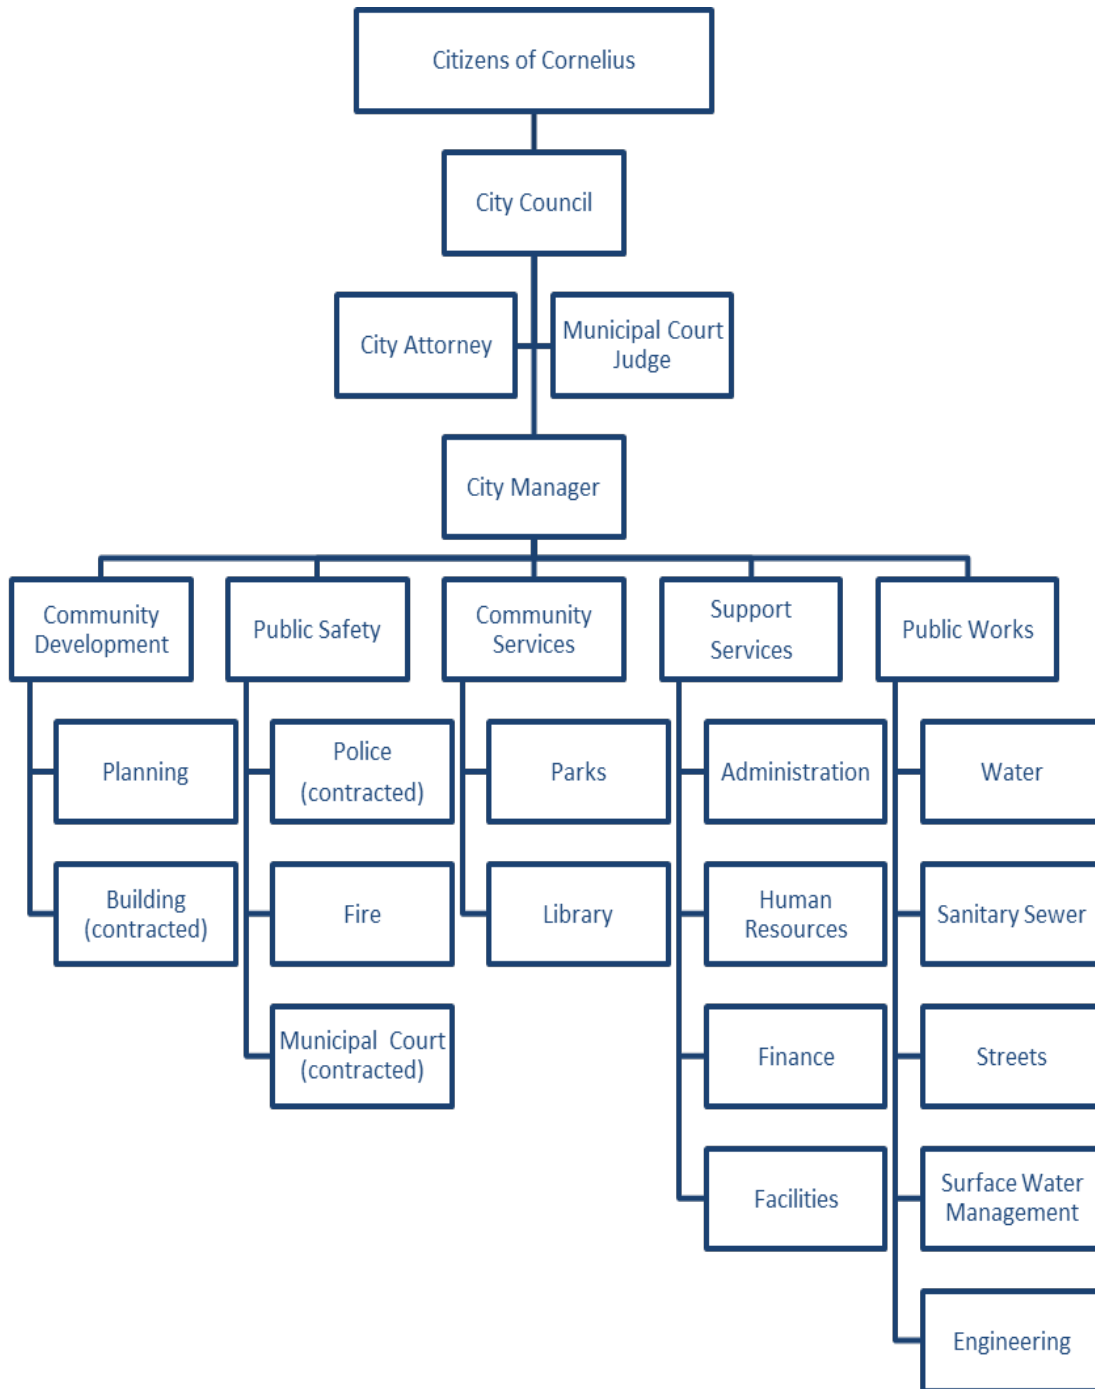 Citizens of Cornelius
City Council
City Attorney
Municipal Court
Judge
City Manager
Community
Development
Public Safety
Community
Services
Support
Services
Public Works
Planning
Police
(contracted)
Parks
Administration
Water
Building
(contracted)
Fire
Library
Human
Resources
Sanitary Sewer
Municipal Court
(contracted)
Finance
Streets
Facilities
Surface Water
Management
Engineering